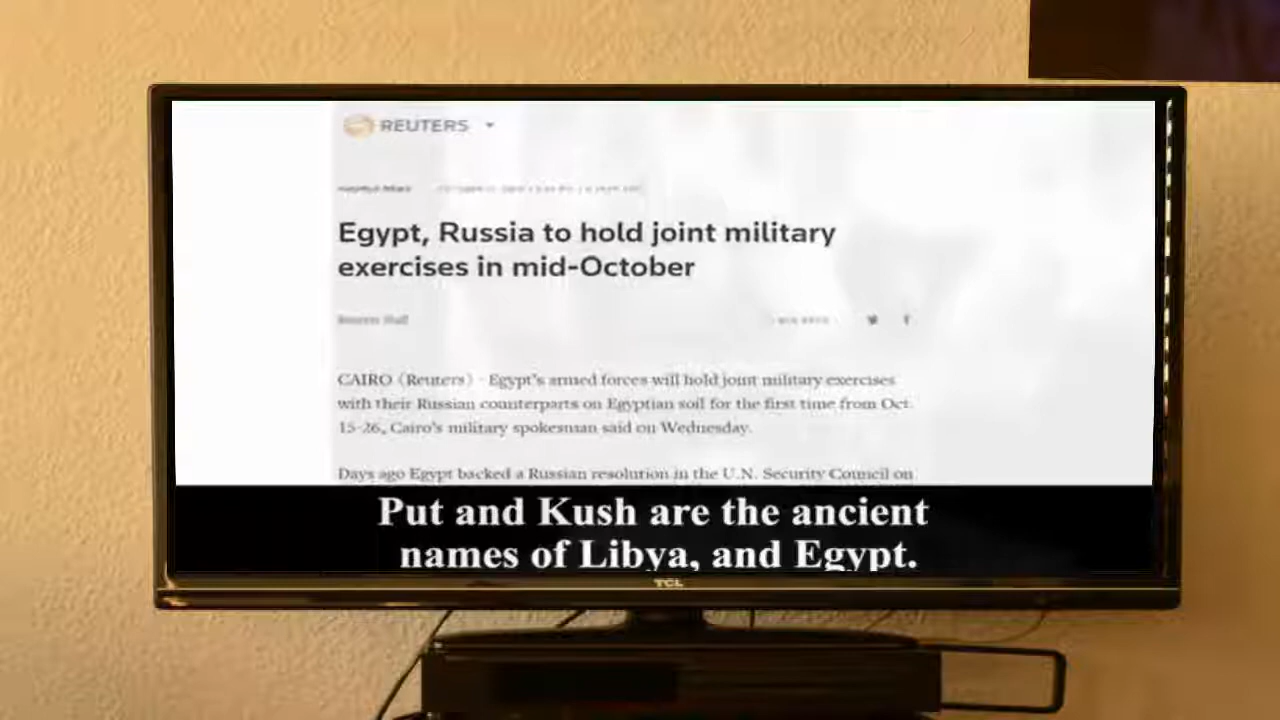 REUTERS
Egypt, Russia to hold joint military
exercises in mid-October
Reuters Staff
CAIRO (Reuters) - Egypt's armed forces will hold joint military exercises
with their Russian counterparts on Egyptian soil for the first time from Oct.
15-26, Cairo's military spokesman said on Wednesday.
Days ago Egypt backed a Russian resolution in the U.N. Security Council on
Put and Kush are the ancient
names of Libya, and Egypt.
TCL